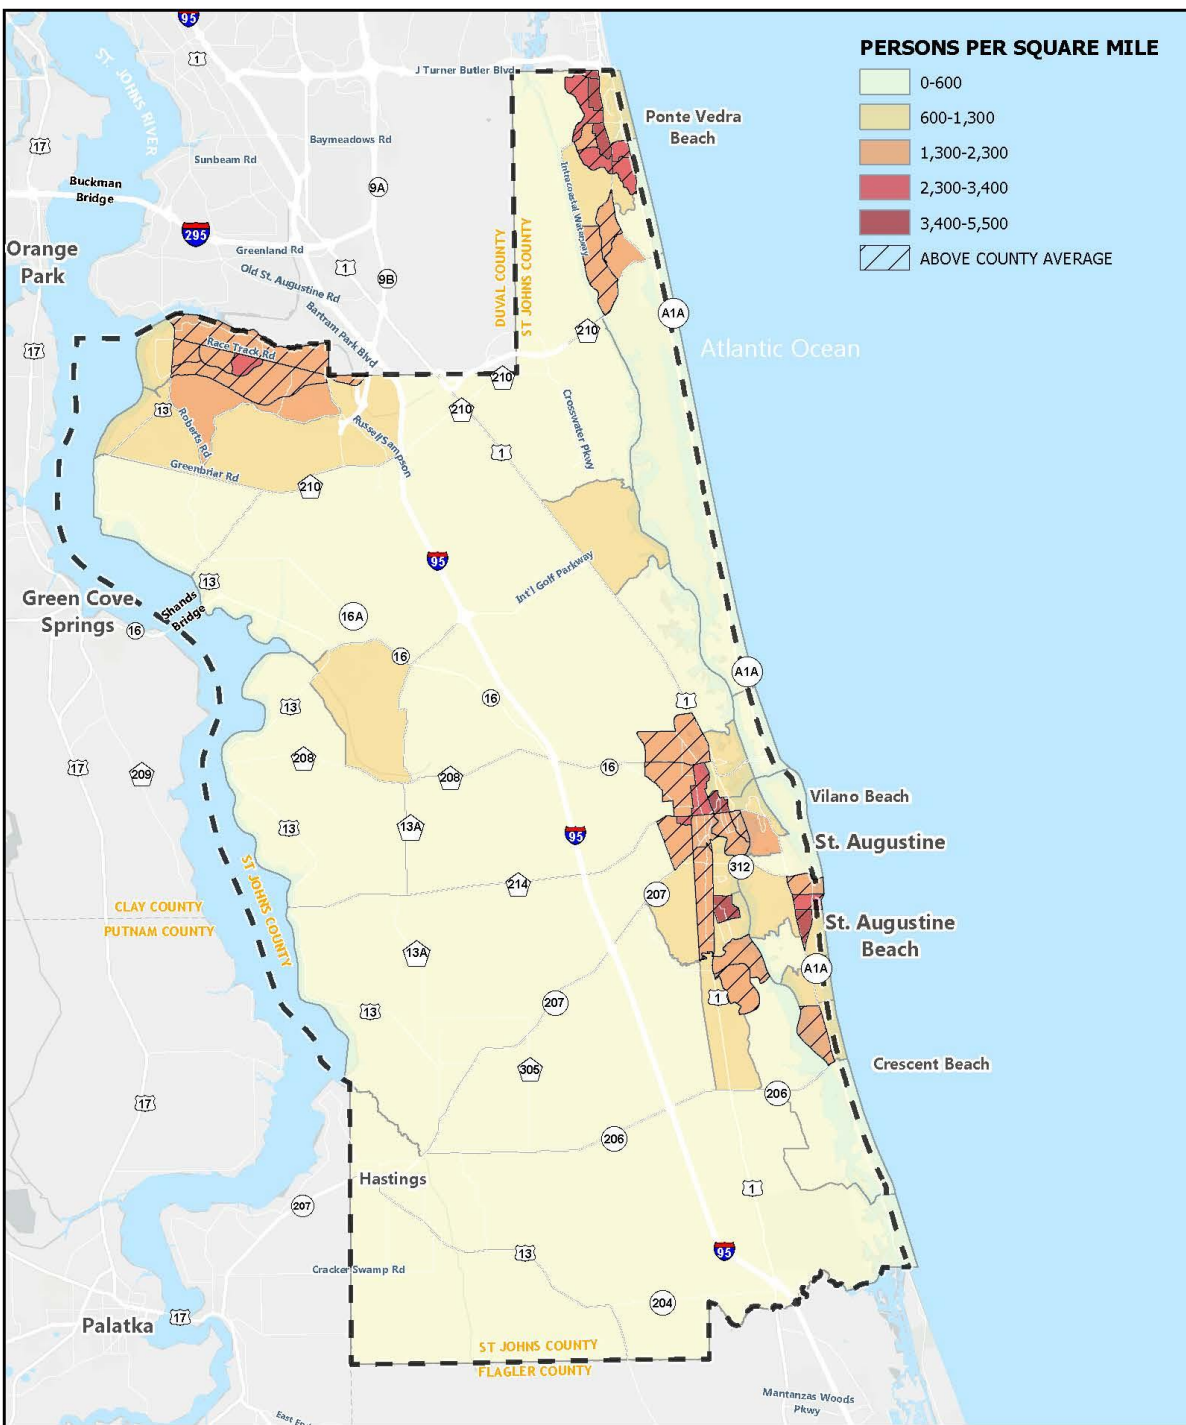 95
PERSONS PER SQUARE MILE
0-600
600-1,300
1,300-2,300
2,300-3,400
3,400-5,500
ABOVE COUNTY AVERAGE
ST. JOHNS RIVER
1
J Turner Butler Blvd
Ponte Vedra
Beach
17
Baymeadows Rd
Sunbeam Rd
Buckman
Bridge
9A
Intracoastal Waterway
295
Orange
Park
Greenland Rd
1
Old St. Augustine Rd
9B
DUVAL COUNTY
ST JOHNS COUNTY
Bartram Park Blvd
A1A
210
17
Race Track Rd
Atlantic Ocean
210
13
210
Roberts Rd
Russell Sampson
Crosswater Pkwy
1
Greenbriar Rd
210
95
Int'l Golf Parkway
13
Green Cove
Springs
Shands
Bridge
16
16A
16
A1A
13
16
1
17
209
208
208
16
Vilano Beach
13
13A
95
St. Augustine
312
ST JOHNS COUNTY
214
207
CLAY COUNTY
PUTNAM COUNTY
St. Augustine
Beach
13A
A1A
1
13
207
305
Crescent Beach
17
206
206
Hastings
1
207
13
95
Cracker Swamp Rd
204
17
Palatka
ST JOHNS COUNTY
FLAGLER COUNTY
Mantanzas Woods
Pkwy